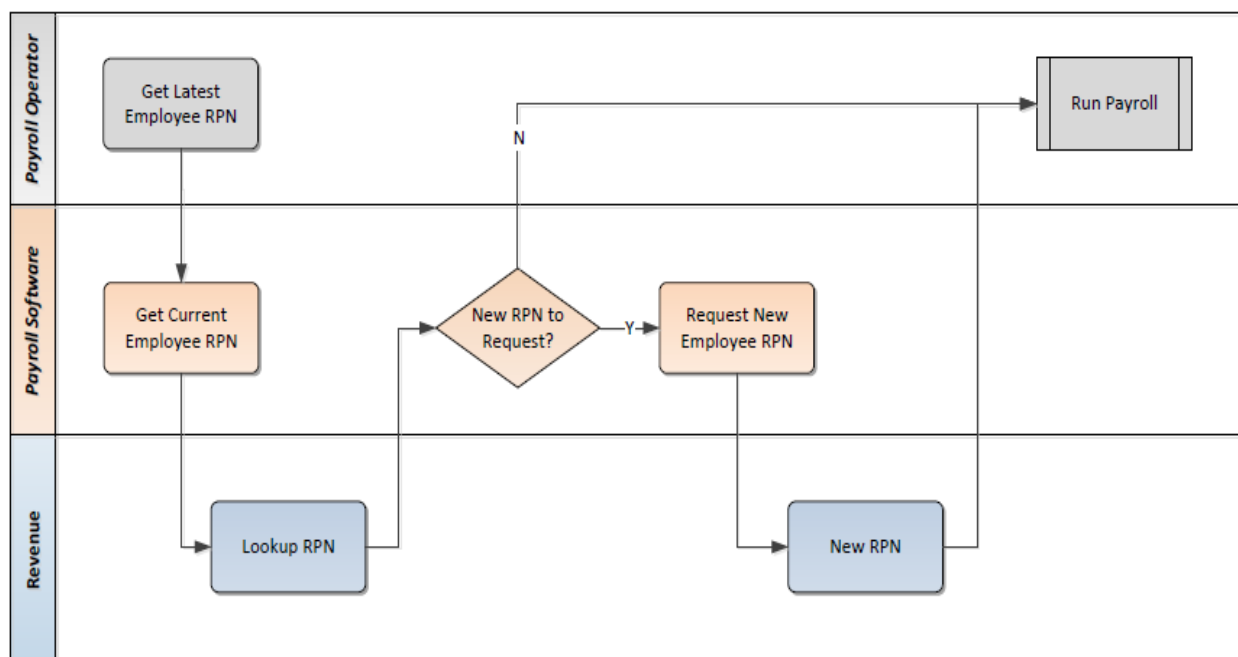 Payroll Operator
Get Latest
Employee RPN
Run Payroll
N
Payroll Software
Get Current
Employee RPN
New RPN to
Request?
Y
Request New
Employee RPN
Revenue
Lookup RPN
New RPN